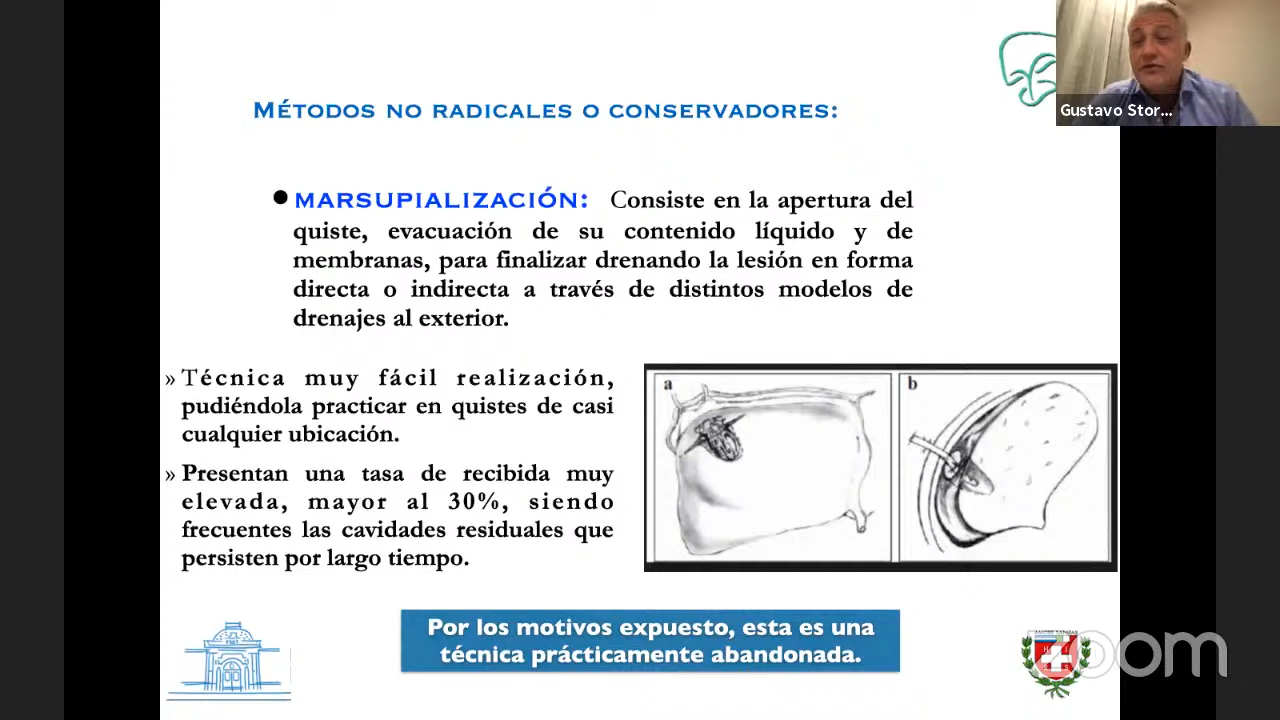 MÉTODOS NO RADICALES O CONSERVADORES:
Gustavo Stor...
● MARSUPIALIZACIÓN: Consiste en la apertura del
quiste, evacuación de su contenido líquido y de
membranas, para finalizar drenando la lesión en forma
directa o indirecta a través de distintos modelos de
drenajes al exterior.
» Técnica muy fácil realización,
pudiéndola practicar en quistes de casi
cualquier ubicación.
» Presentan una tasa de recibida muy
elevada, mayor al 30%, siendo
frecuentes las cavidades residuales que
persisten por largo tiempo.
a
b
Por los motivos expuesto, esta es una
técnica prácticamente abandonada.
zoom